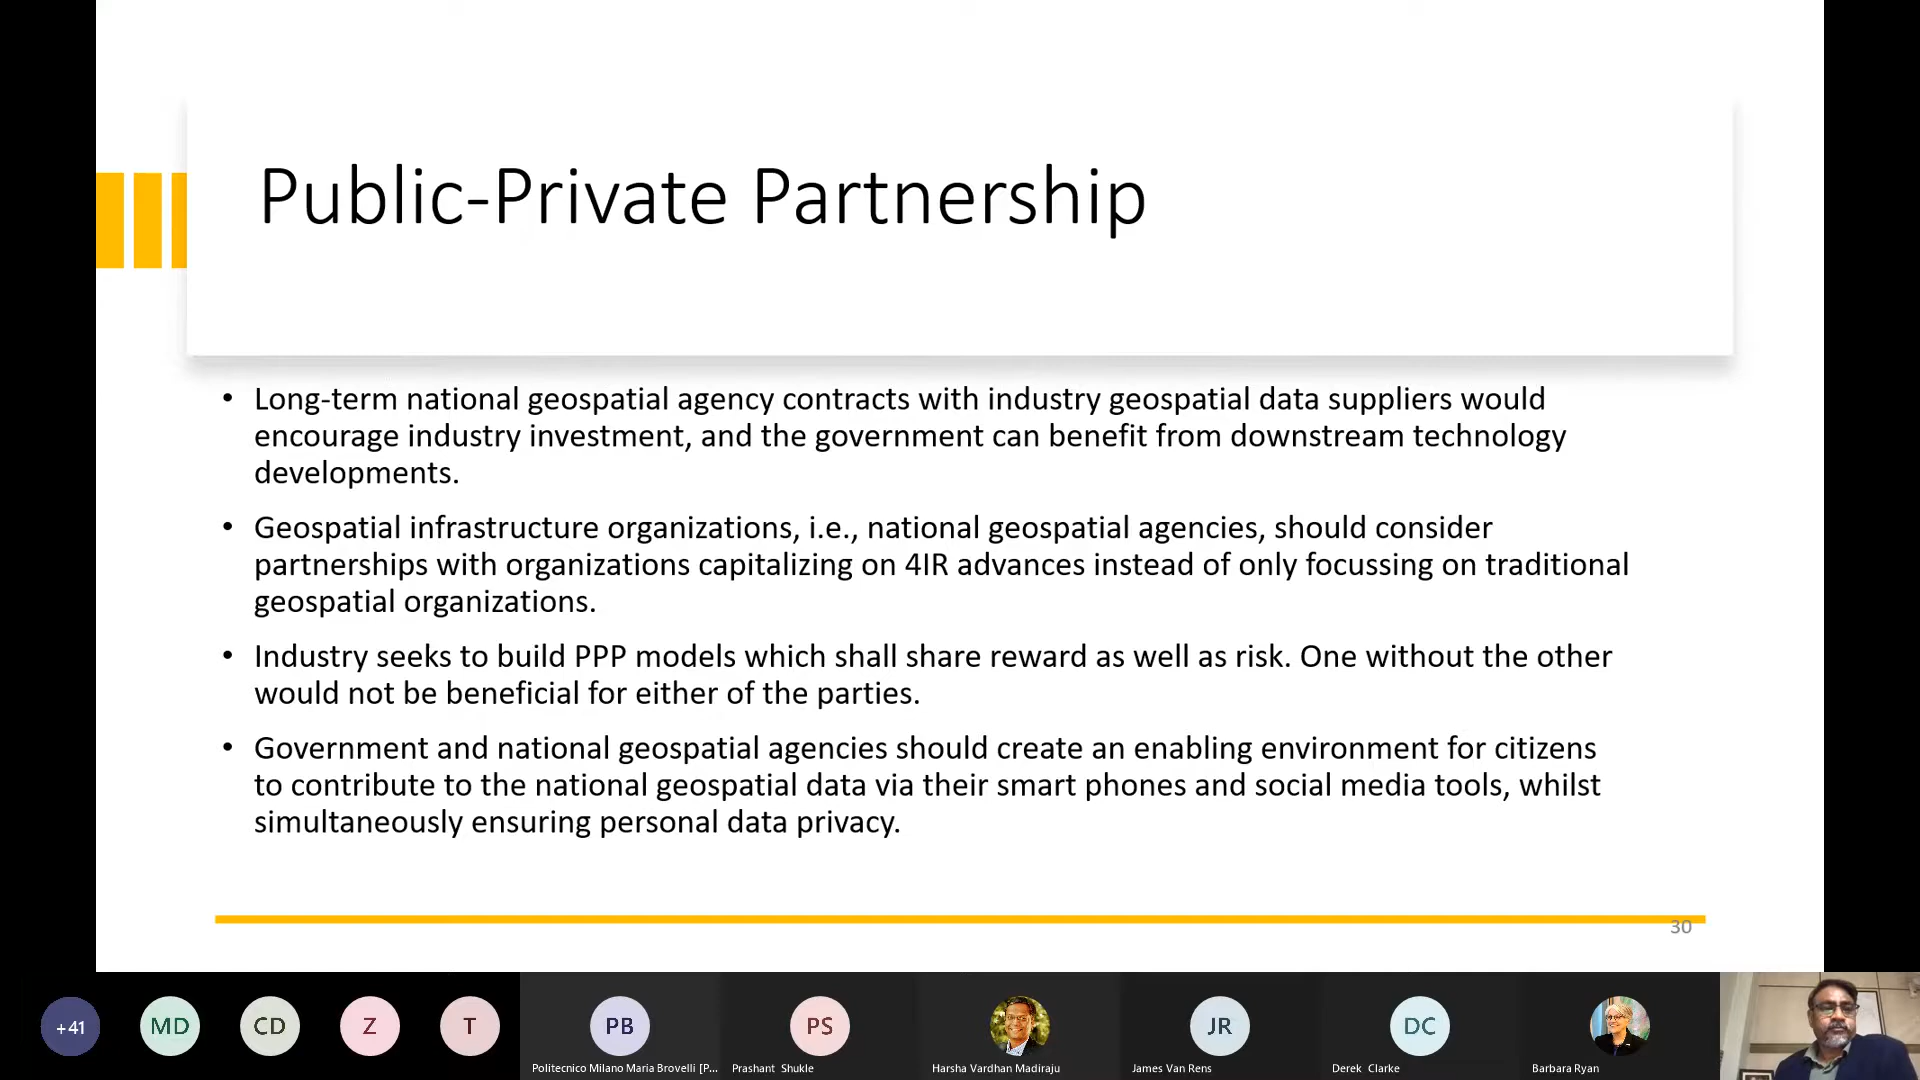 Public-Private Partnership
• Long-term national geospatial agency contracts with industry geospatial data suppliers would
encourage industry investment, and the government can benefit from downstream technology
developments.
• Geospatial infrastructure organizations, i.e., national geospatial agencies, should consider
partnerships with organizations capitalizing on 4IR advances instead of only focussing on traditional
geospatial organizations.
• Industry seeks to build PPP models which shall share reward as well as risk. One without the other
would not be beneficial for either of the parties.
• Government and national geospatial agencies should create an enabling environment for citizens
to contribute to the national geospatial data via their smart phones and social media tools, whilst
simultaneously ensuring personal data privacy.
30
+41 MD CD Z T PB PS JR DC
Politecnico Milano Maria Brovelli [P... Prashant Shukle Harsha Vardhan Madiraju James Van Rens Derek Clarke Barbara Ryan